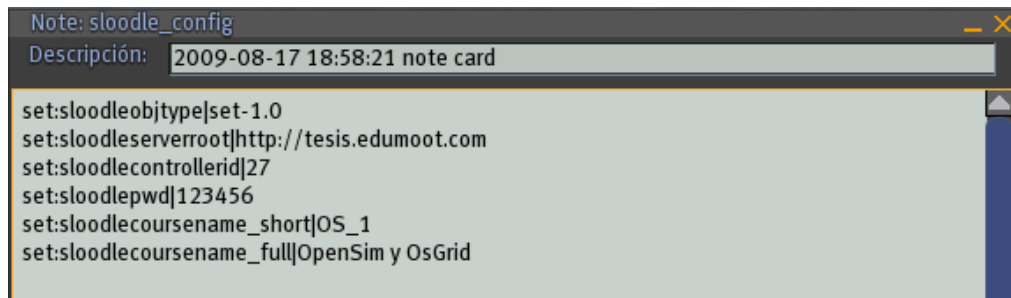 Note: sloodle_config
Descripción: 2009-08-17 18:58:21 note card
set:sloodleobjtype|set-1.0
set:sloodleserverroot|http://tesis.edumoot.com
set:sloodlecontrollerid|27
set:sloodlepwd|123456
set:sloodlecoursename_short|OS_1
set:sloodlecoursename_full|OpenSim y OsGrid